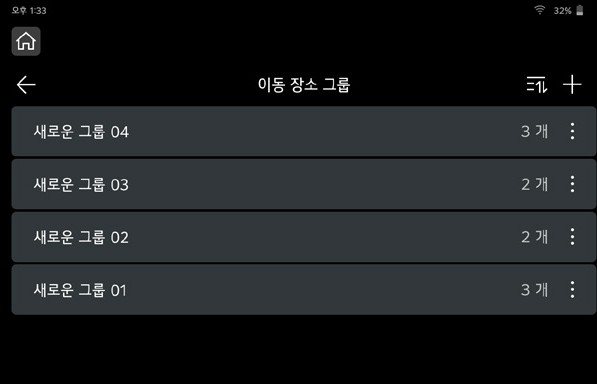 오후 1:33 32%
이동 장소 그룹
새로운 그룹 04 3 개
새로운 그룹 03 2 개
새로운 그룹 02 2 개
새로운 그룹 01 3 개